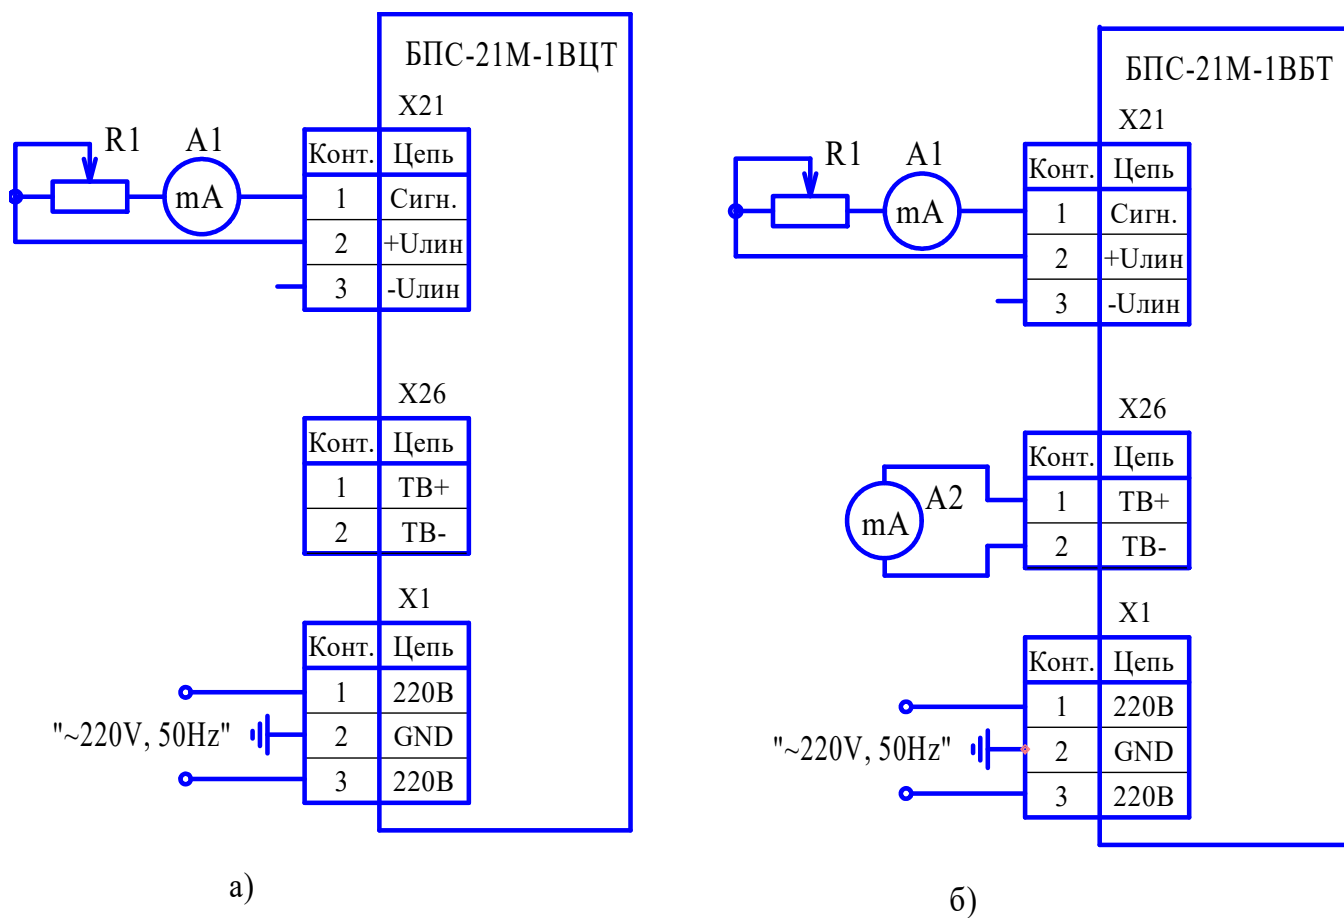 БПС-21М-1ВЦТ
X21
R1 A1
mA
Конт. Цепь
1 Сигн.
2 +Uлин
3 -Uлин
X26
Конт. Цепь
1 ТВ+
2 ТВ-
X1
Конт. Цепь
1 220В
"~220V, 50Hz" 2 GND
3 220В
а)
БПС-21М-1ВБТ
X21
R1 A1
mA
Конт. Цепь
1 Сигн.
2 +Uлин
3 -Uлин
X26
Конт. Цепь
A2
mA
1 ТВ+
2 ТВ-
X1
Конт. Цепь
1 220В
"~220V, 50Hz" 2 GND
3 220В
б)